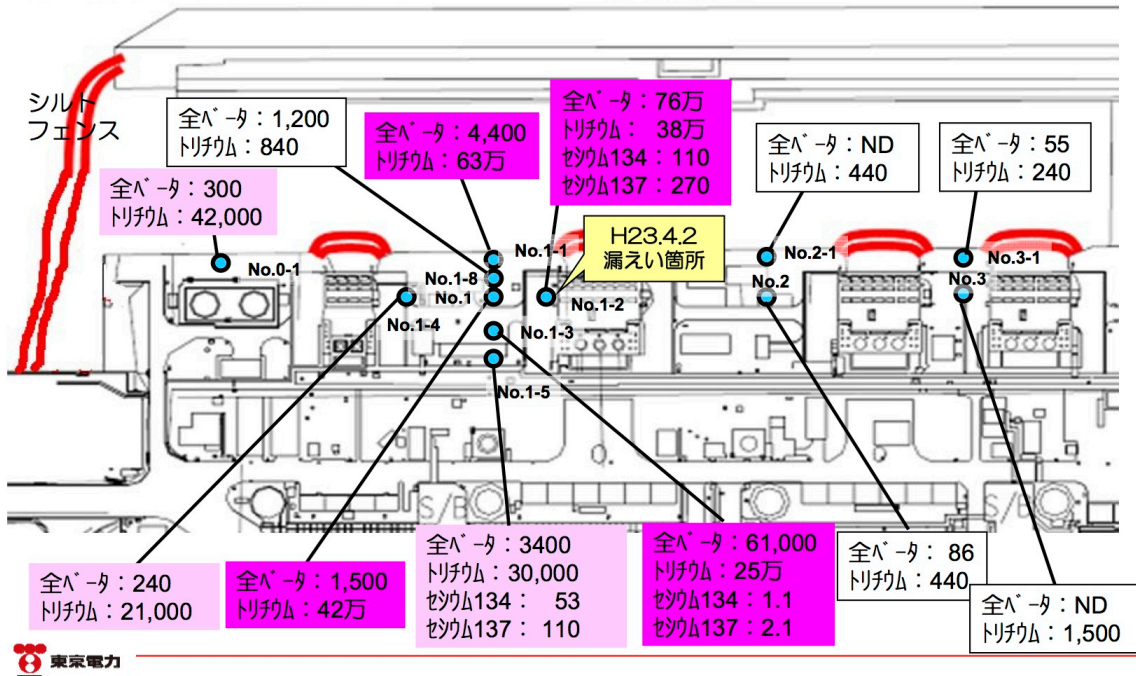 シルト
フェンス
全ﾍﾞｰﾀ：1,200
ﾄﾘﾁｳﾑ：840
全ﾍﾞｰﾀ：4,400
ﾄﾘﾁｳﾑ：63万
全ﾍﾞｰﾀ：76万
ﾄﾘﾁｳﾑ：38万
ｾｼｳﾑ134：110
ｾｼｳﾑ137：270
全ﾍﾞｰﾀ：ND
ﾄﾘﾁｳﾑ：440
全ﾍﾞｰﾀ：55
ﾄﾘﾁｳﾑ：240
全ﾍﾞｰﾀ：300
ﾄﾘﾁｳﾑ：42,000
H23.4.2
漏えい箇所
No.0-1
No.1-1
No.1-8
No.1
No.1-4
No.1-2
No.1-3
No.1-5
No.2-1
No.2
No.3-1
No.3
S/B
S/B
全ﾍﾞｰﾀ：240
ﾄﾘﾁｳﾑ：21,000
全ﾍﾞｰﾀ：1,500
ﾄﾘﾁｳﾑ：42万
全ﾍﾞｰﾀ：3400
ﾄﾘﾁｳﾑ：30,000
ｾｼｳﾑ134：53
ｾｼｳﾑ137：110
全ﾍﾞｰﾀ：61,000
ﾄﾘﾁｳﾑ：25万
ｾｼｳﾑ134：1.1
ｾｼｳﾑ137：2.1
全ﾍﾞｰﾀ：86
ﾄﾘﾁｳﾑ：440
全ﾍﾞｰﾀ：ND
ﾄﾘﾁｳﾑ：1,500
東京電力